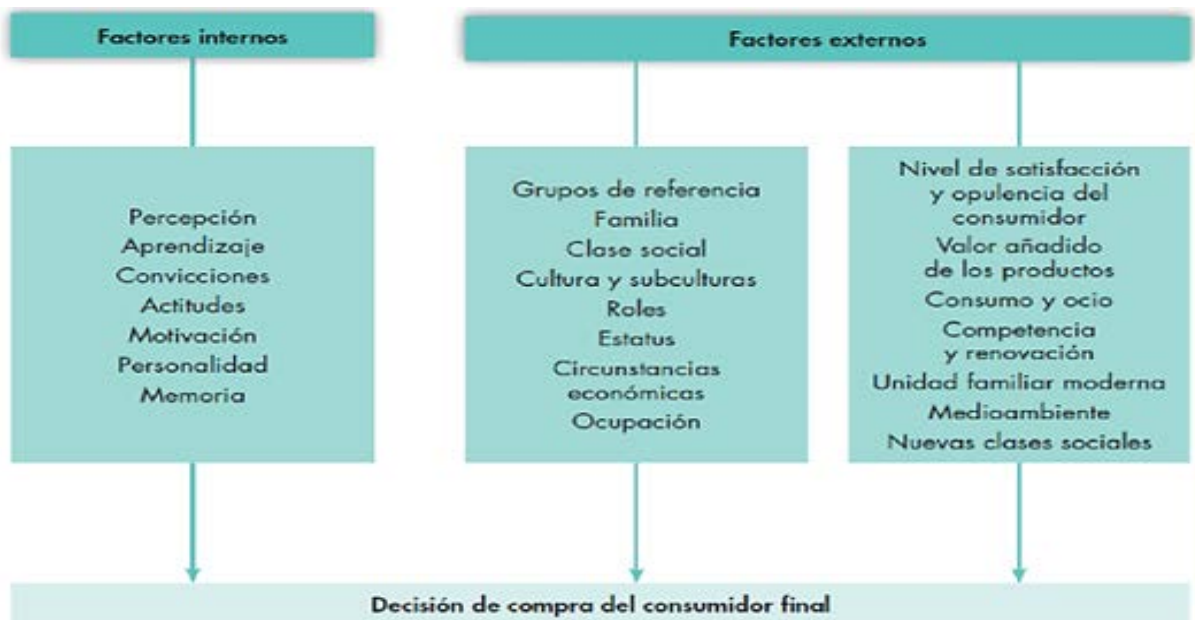 Factores internos
Factores externos
Percepción
Aprendizaje
Convicciones
Actitudes
Motivación
Personalidad
Memoria
Grupos de referencia
Familia
Clase social
Cultura y subculturas
Roles
Estatus
Circunstancias
económicas
Ocupación
Nivel de satisfacción
y opulencia del
consumidor
Valor añadido
de los productos
Consumo y ocio
Competencia
y renovación
Unidad familiar moderna
Medioambiente
Nuevas clases sociales
Decisión de compra del consumidor final